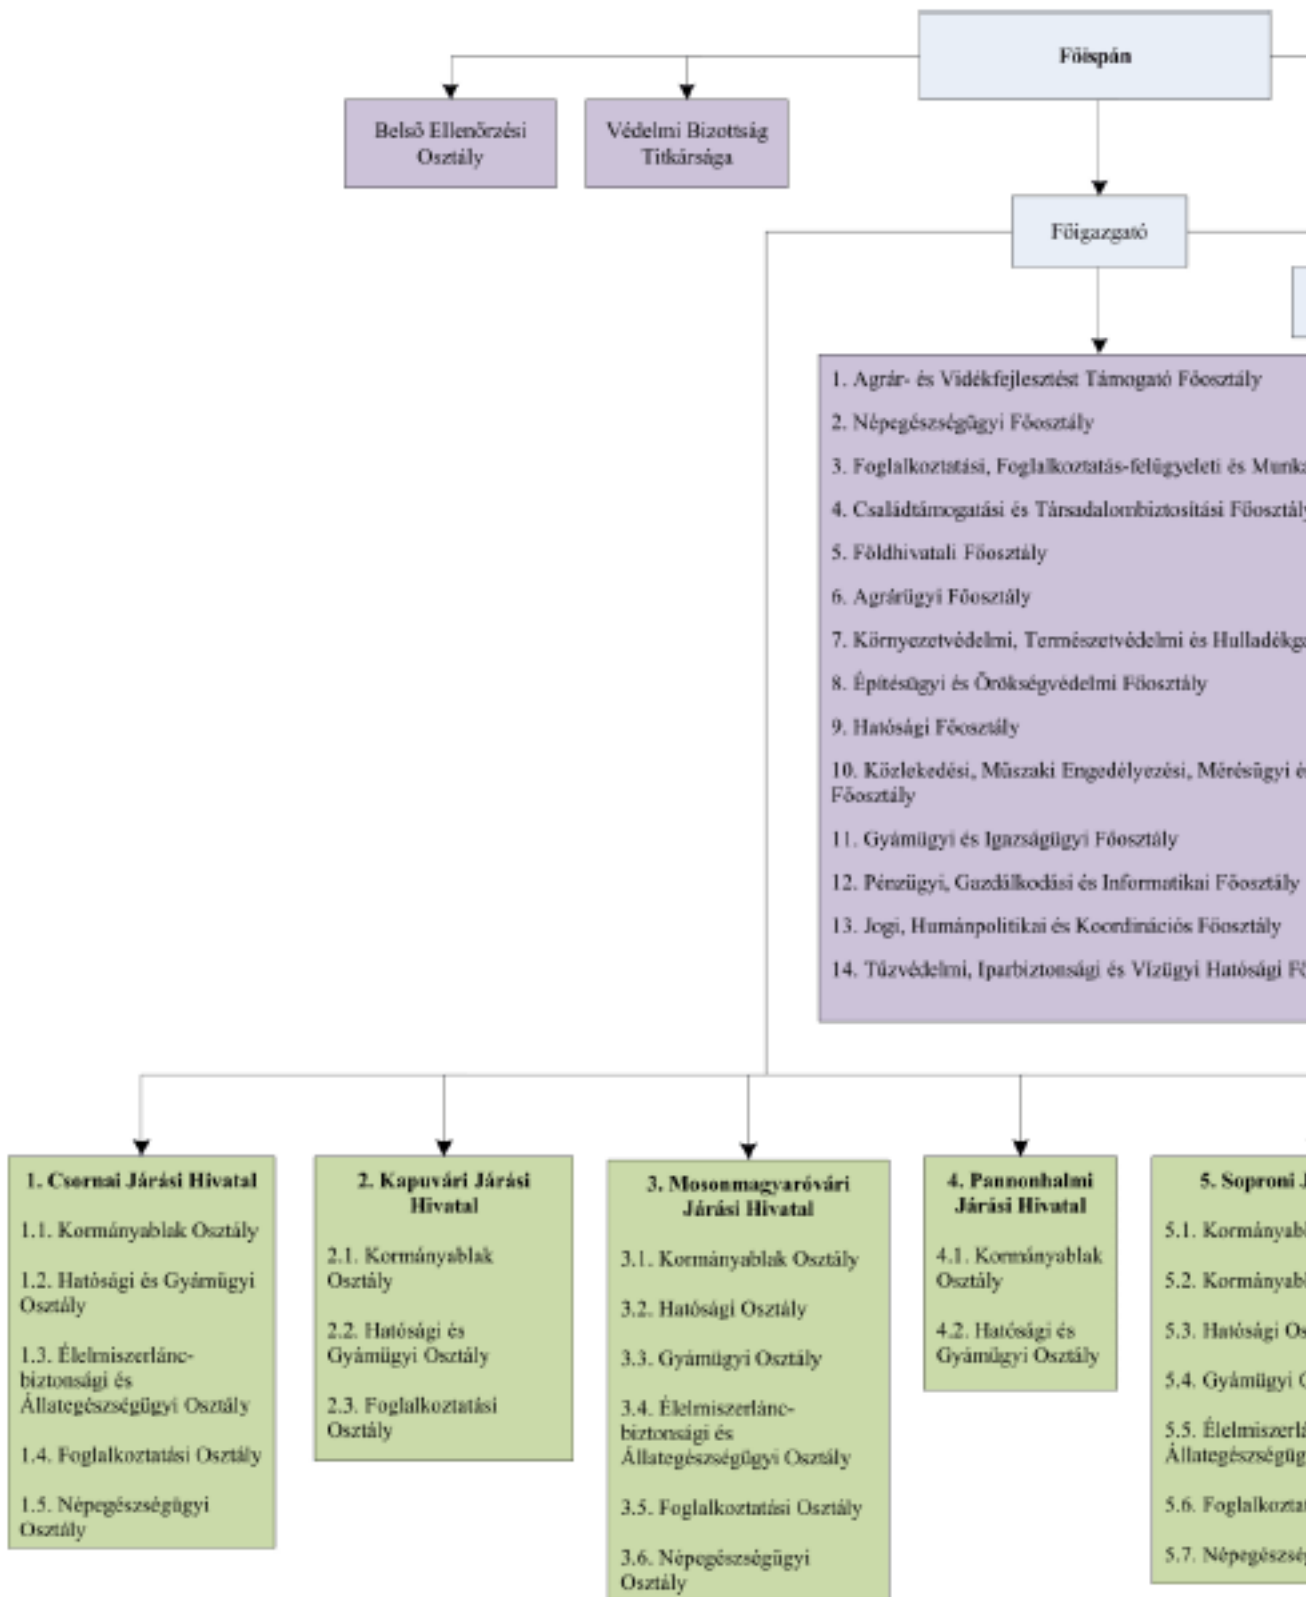 Főispán
Belső Ellenőrzési
Osztály
Védelmi Bizottság
Titkársága
Főigazgató
1. Agrár- és Vidékfejlesztést Támogató Főosztály
2. Népegészségügyi Főosztály
3. Foglalkoztatási, Foglalkoztatás-felügyeleti és
4. Családtámogatási és Társadalombiztosítási Főosztály
5. Földhivatali Főosztály
6. Agrárügyi Főosztály
7. Környezetvédelmi, Természetvédelmi és
8. Építésügyi és Örökségvédelmi Főosztály
9. Hatósági Főosztály
10. Közlekedési, Műszaki Engedélyezési, Mérésügyi és
Főosztály
11. Gyámügyi és Igazságügyi Főosztály
12. Pénzügyi, Gazdálkodási és Informatikai Főosztály
13. Jogi, Humánpolitikai és Koordinációs Főosztály
14. Tűzvédelmi, Iparbiztonsági és Vízügyi Hatósági
1. Csornai Járási Hivatal
1.1. Kormányablak Osztály
1.2. Hatósági és Gyámügyi
Osztály
1.3. Élelmiszerlánc-
biztonsági és
Állategészségügyi Osztály
1.4. Foglalkoztatási Osztály
1.5. Népegészségügyi
Osztály
2. Kapuvári Járási
Hivatal
2.1. Kormányablak
Osztály
2.2. Hatósági és
Gyámügyi Osztály
2.3. Foglalkoztatási
Osztály
3. Mosonmagyaróvári
Járási Hivatal
3.1. Kormányablak Osztály
3.2. Hatósági Osztály
3.3. Gyámügyi Osztály
3.4. Élelmiszerlánc-
biztonsági és
Állategészségügyi Osztály
3.5. Foglalkoztatási Osztály
3.6. Népegészségügyi
Osztály
4. Pannonhalmi
Járási Hivatal
4.1. Kormányablak
Osztály
4.2. Hatósági és
Gyámügyi Osztály
5. Soproni
5.1.
5.2.
5.3. Hatósági
5.4. Gyámügyi
5.5.
5.6.
5.7.